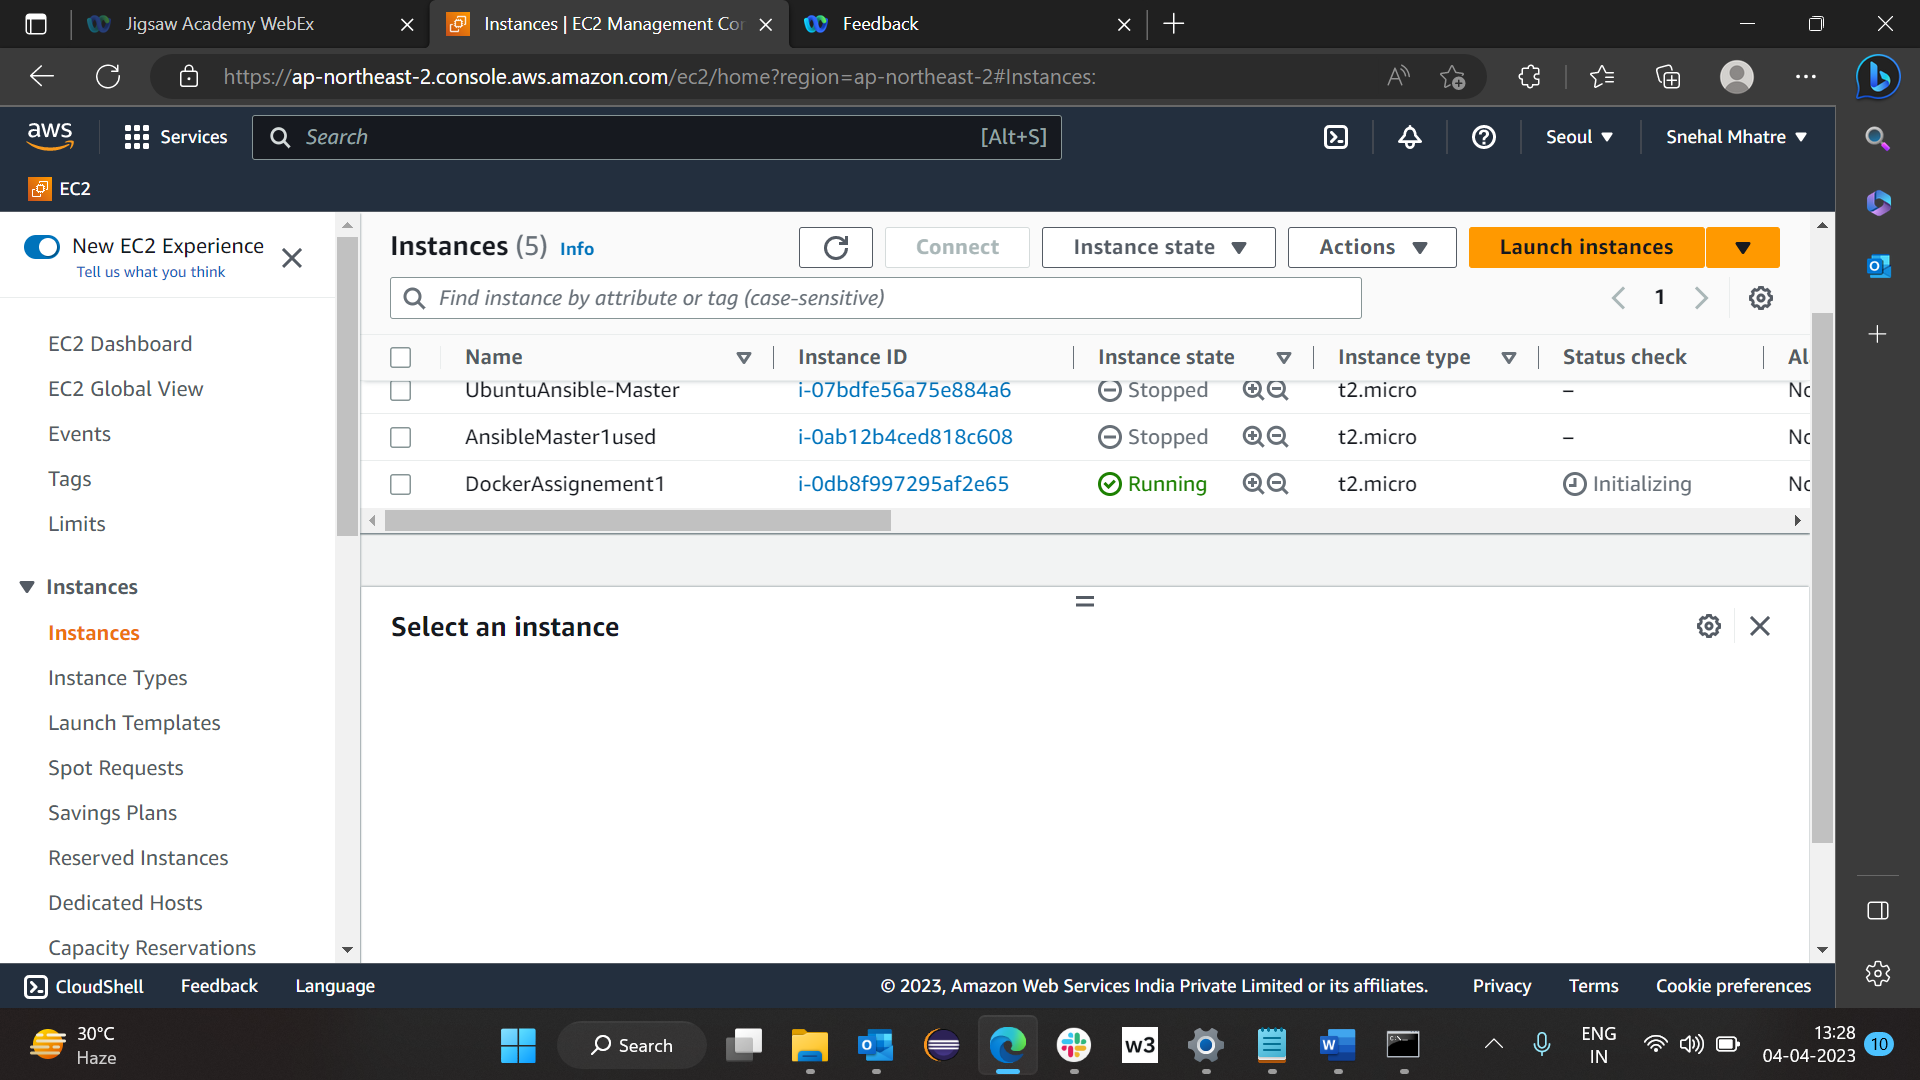 Jigsaw Academy WebEx
Instances | EC2 Management Cor
Feedback
https://ap-northeast-2.console.aws.amazon.com/ec2/home?region=ap-northeast-2#Instances:
aws
Services
Search
[Alt+S]
Seoul
Snehal Mhatre
EC2
New EC2 Experience
Tell us what you think
EC2 Dashboard
EC2 Global View
Events
Tags
Limits
Instances
Instances
Instance Types
Launch Templates
Spot Requests
Savings Plans
Reserved Instances
Dedicated Hosts
Capacity Reservations
Instances (5) Info
Connect
Instance state
Actions
Launch instances
Find instance by attribute or tag (case-sensitive)
1
Name Instance ID Instance state Instance type Status check Al
UbuntuAnsible-Master i-07bdfe56a75e884a6 Stopped t2.micro – No
AnsibleMaster1used i-0ab12b4ced818c608 Stopped t2.micro – No
DockerAssignement1 i-0db8f997295af2e65 Running t2.micro Initializing No
Select an instance
CloudShell Feedback Language
© 2023, Amazon Web Services India Private Limited or its affiliates. Privacy Terms Cookie preferences
30°C
Haze
Search
w3
ENG
IN
13:28
04-04-2023
10